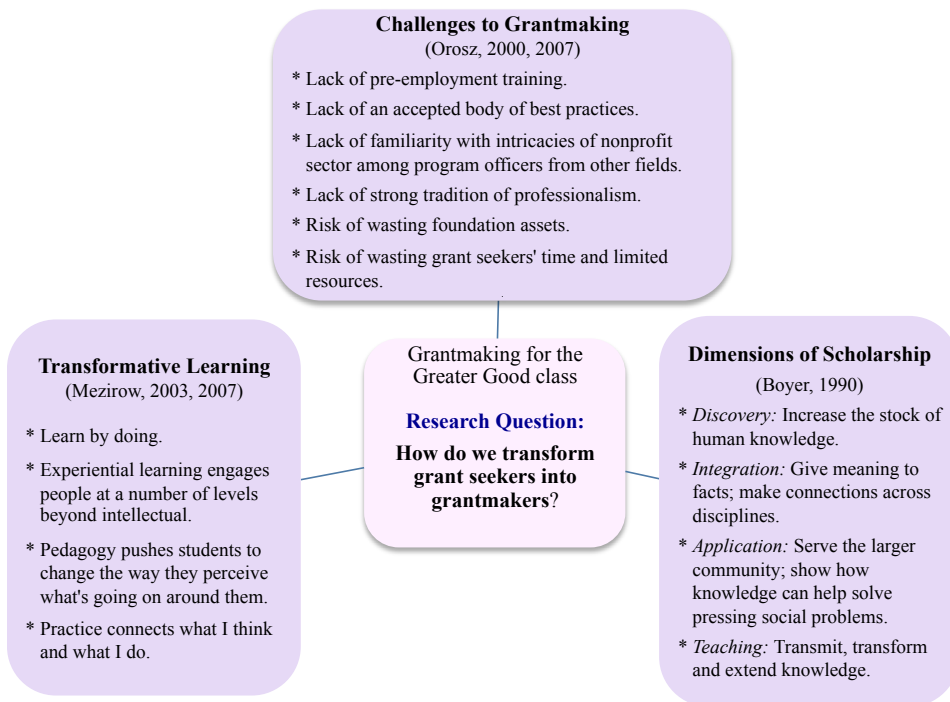 Challenges to Grantmaking
(Orosz, 2000, 2007)
* Lack of pre-employment training.
* Lack of an accepted body of best practices.
* Lack of familiarity with intricacies of nonprofit
sector among program officers from other fields.
* Lack of strong tradition of professionalism.
* Risk of wasting foundation assets.
* Risk of wasting grant seekers' time and limited
resources.
Transformative Learning
(Mezirow, 2003, 2007)
* Learn by doing.
* Experiential learning engages
people at a number of levels
beyond intellectual.
* Pedagogy pushes students to
change the way they perceive
what's going on around them.
* Practice connects what I think
and what I do.
Grantmaking for the
Greater Good class
Research Question:
How do we transform
grant seekers into
grantmakers?
Dimensions of Scholarship
(Boyer, 1990)
* Discovery: Increase the stock of
human knowledge.
* Integration: Give meaning to
facts; make connections across
disciplines.
* Application: Serve the larger
community; show how
knowledge can help solve
pressing social problems.
* Teaching: Transmit, transform
and extend knowledge.